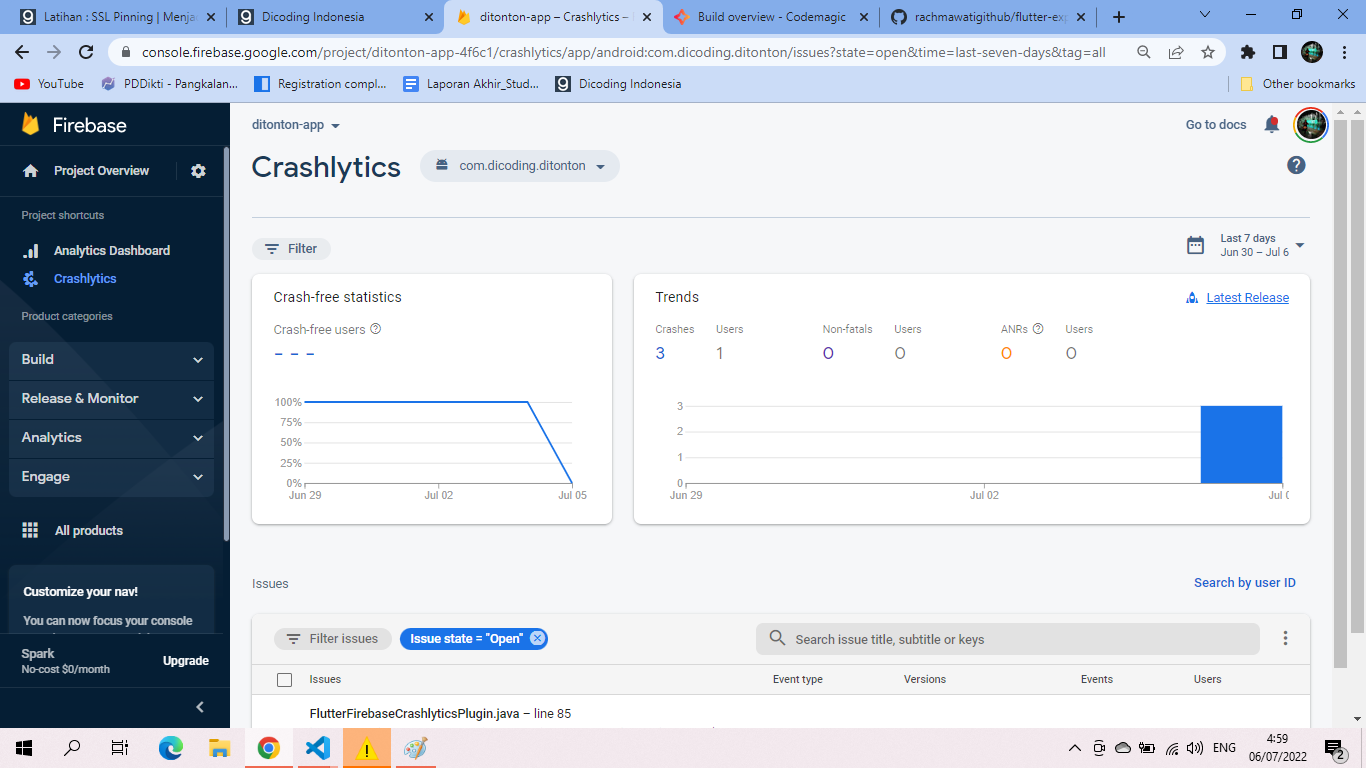 Latihan : SSL Pinning | Menja
Dicoding Indonesia
ditonton-app – Crashlytics –
Build overview - Codemagic
rachmawatigithub/flutter-exp
console.firebase.google.com/project/ditonton-app-4f6c1/crashlytics/app/android:com.dicoding.ditonton/issues?state=open&time=last-seven-days&tag=all
YouTube
PDDikti - Pangkalan...
Registration compl...
Laporan Akhir_Stud...
Dicoding Indonesia
Other bookmarks
Firebase
Project Overview
Project shortcuts
Analytics Dashboard
Crashlytics
Product categories
Build
Release & Monitor
Analytics
Engage
All products
Customize your nav!
You can now focus your console
Spark
No-cost $0/month
Upgrade
ditonton-app
Go to docs
Crashlytics
com.dicoding.ditonton
Filter
Last 7 days
Jun 30 – Jul 6
Crash-free statistics
Crash-free users
- - -
100%
75%
50%
25%
0%
Jun 29
Jul 02
Jul 05
Trends
Latest Release
Crashes
Users
Non-fatals
Users
ANRs
Users
3
1
0
0
0
0
3
2
1
0
Jun 29
Jul 02
Issues
Search by user ID
Filter issues
Issue state = "Open"
Search issue title, subtitle or keys
Issues
Event type
Versions
Events
Users
FlutterFirebaseCrashlyticsPlugin.java – line 85
ENG
4:59
06/07/2022
2